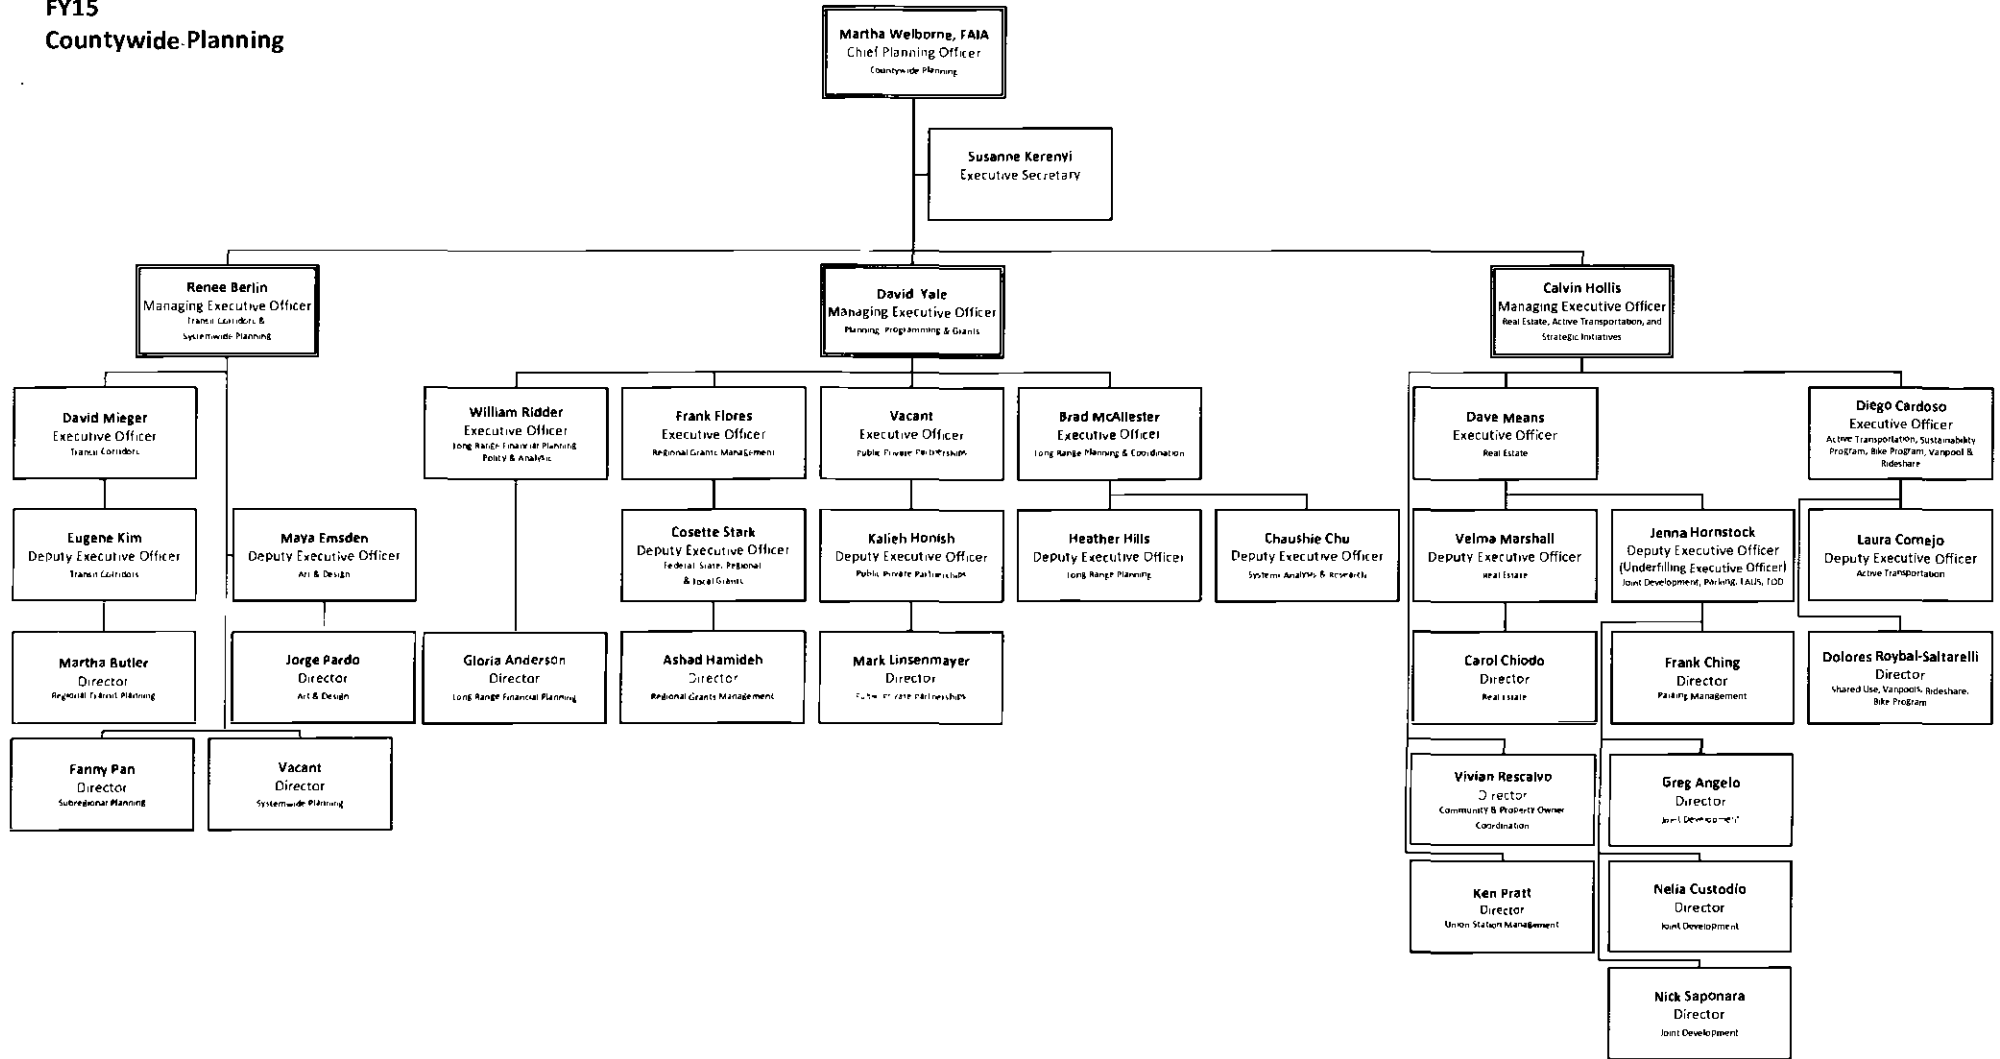 FY15
Countywide Planning
Martha Welborne, FAIA
Chief Planning Officer
Countywide Planning
Susanne Kerenyi
Executive Secretary
Renee Berlin
Managing Executive Officer
Transit Corridors &
Systemwide Planning
David Yale
Managing Executive Officer
Planning, Programming & Grants
Calvin Hollis
Managing Executive Officer
Real Estate, Active Transportation, and
Strategic Initiatives
David Mieger
Executive Officer
Transit Corridors
William Ridder
Executive Officer
Long Range Financial Planning
Policy & Analysis
Frank Flores
Executive Officer
Regional Grants Management
Vacant
Executive Officer
Public Private Partnerships
Brad McAllester
Executive Officer
Long Range Planning & Coordination
Dave Means
Executive Officer
Real Estate
Diego Cardoso
Executive Officer
Active Transportation, Sustainability
Program, Bike Program, Vanpool &
Rideshare
Eugene Kim
Deputy Executive Officer
Transit Corridors
Maya Emsden
Deputy Executive Officer
Art & Design
Cosette Stark
Deputy Executive Officer
Federal State, Regional
& Local Grants
Kalieh Honish
Deputy Executive Officer
Public Private Partnerships
Heather Hills
Deputy Executive Officer
Long Range Planning
Chaushie Chu
Deputy Executive Officer
Systems Analysis & Research
Velma Marshall
Deputy Executive Officer
Real Estate
Jenna Hornstock
Deputy Executive Officer
(Underfilling Executive Officer)
Joint Development, Parking, LAUS, TOD
Laura Cornejo
Deputy Executive Officer
Active Transportation
Martha Butler
Director
Regional Transit Planning
Jorge Pardo
Director
Art & Design
Gloria Anderson
Director
Long Range Financial Planning
Ashad Hamideh
Director
Regional Grants Management
Mark Linsenmayer
Director
Public Private Partnerships
Carol Chiodo
Director
Real Estate
Frank Ching
Director
Parking Management
Dolores Roybal-Saltarelli
Director
Shared Use, Vanpools, Rideshare,
Bike Program
Fanny Pan
Director
Subregional Planning
Vacant
Director
Systemwide Planning
Vivian Rescalvo
Director
Community & Property Owner
Coordination
Greg Angelo
Director
Joint Development
Ken Pratt
Director
Union Station Management
Nelia Custodio
Director
Joint Development
Nick Saponara
Director
Joint Development